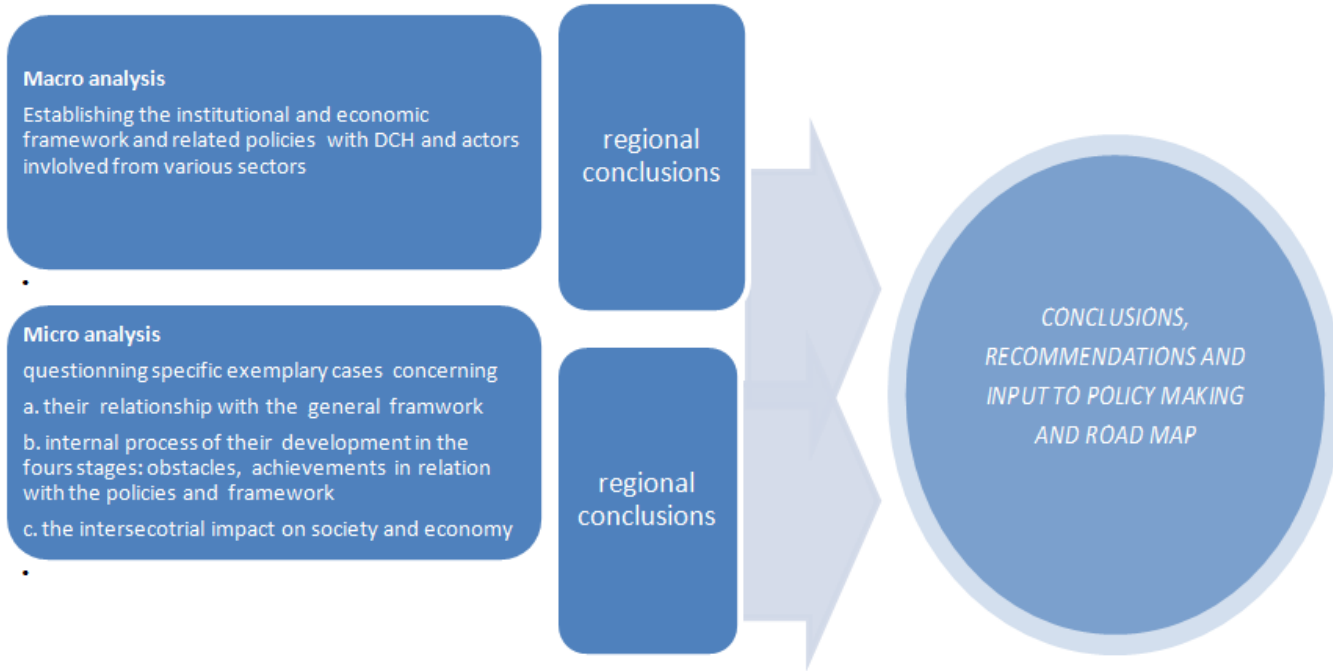 Macro analysis
Establishing the institutional and economic
framework and related policies with DCH and actors
invlolved from various sectors
regional
conclusions
Micro analysis
questionning specific exemplary cases concerning
a. their relationship with the general framwork
b. internal process of their development in the
fours stages: obstacles, achievements in relation
with the policies and framework
c. the intersecotrial impact on society and economy
regional
conclusions
CONCLUSIONS,
RECOMMENDATIONS AND
INPUT TO POLICY MAKING
AND ROAD MAP